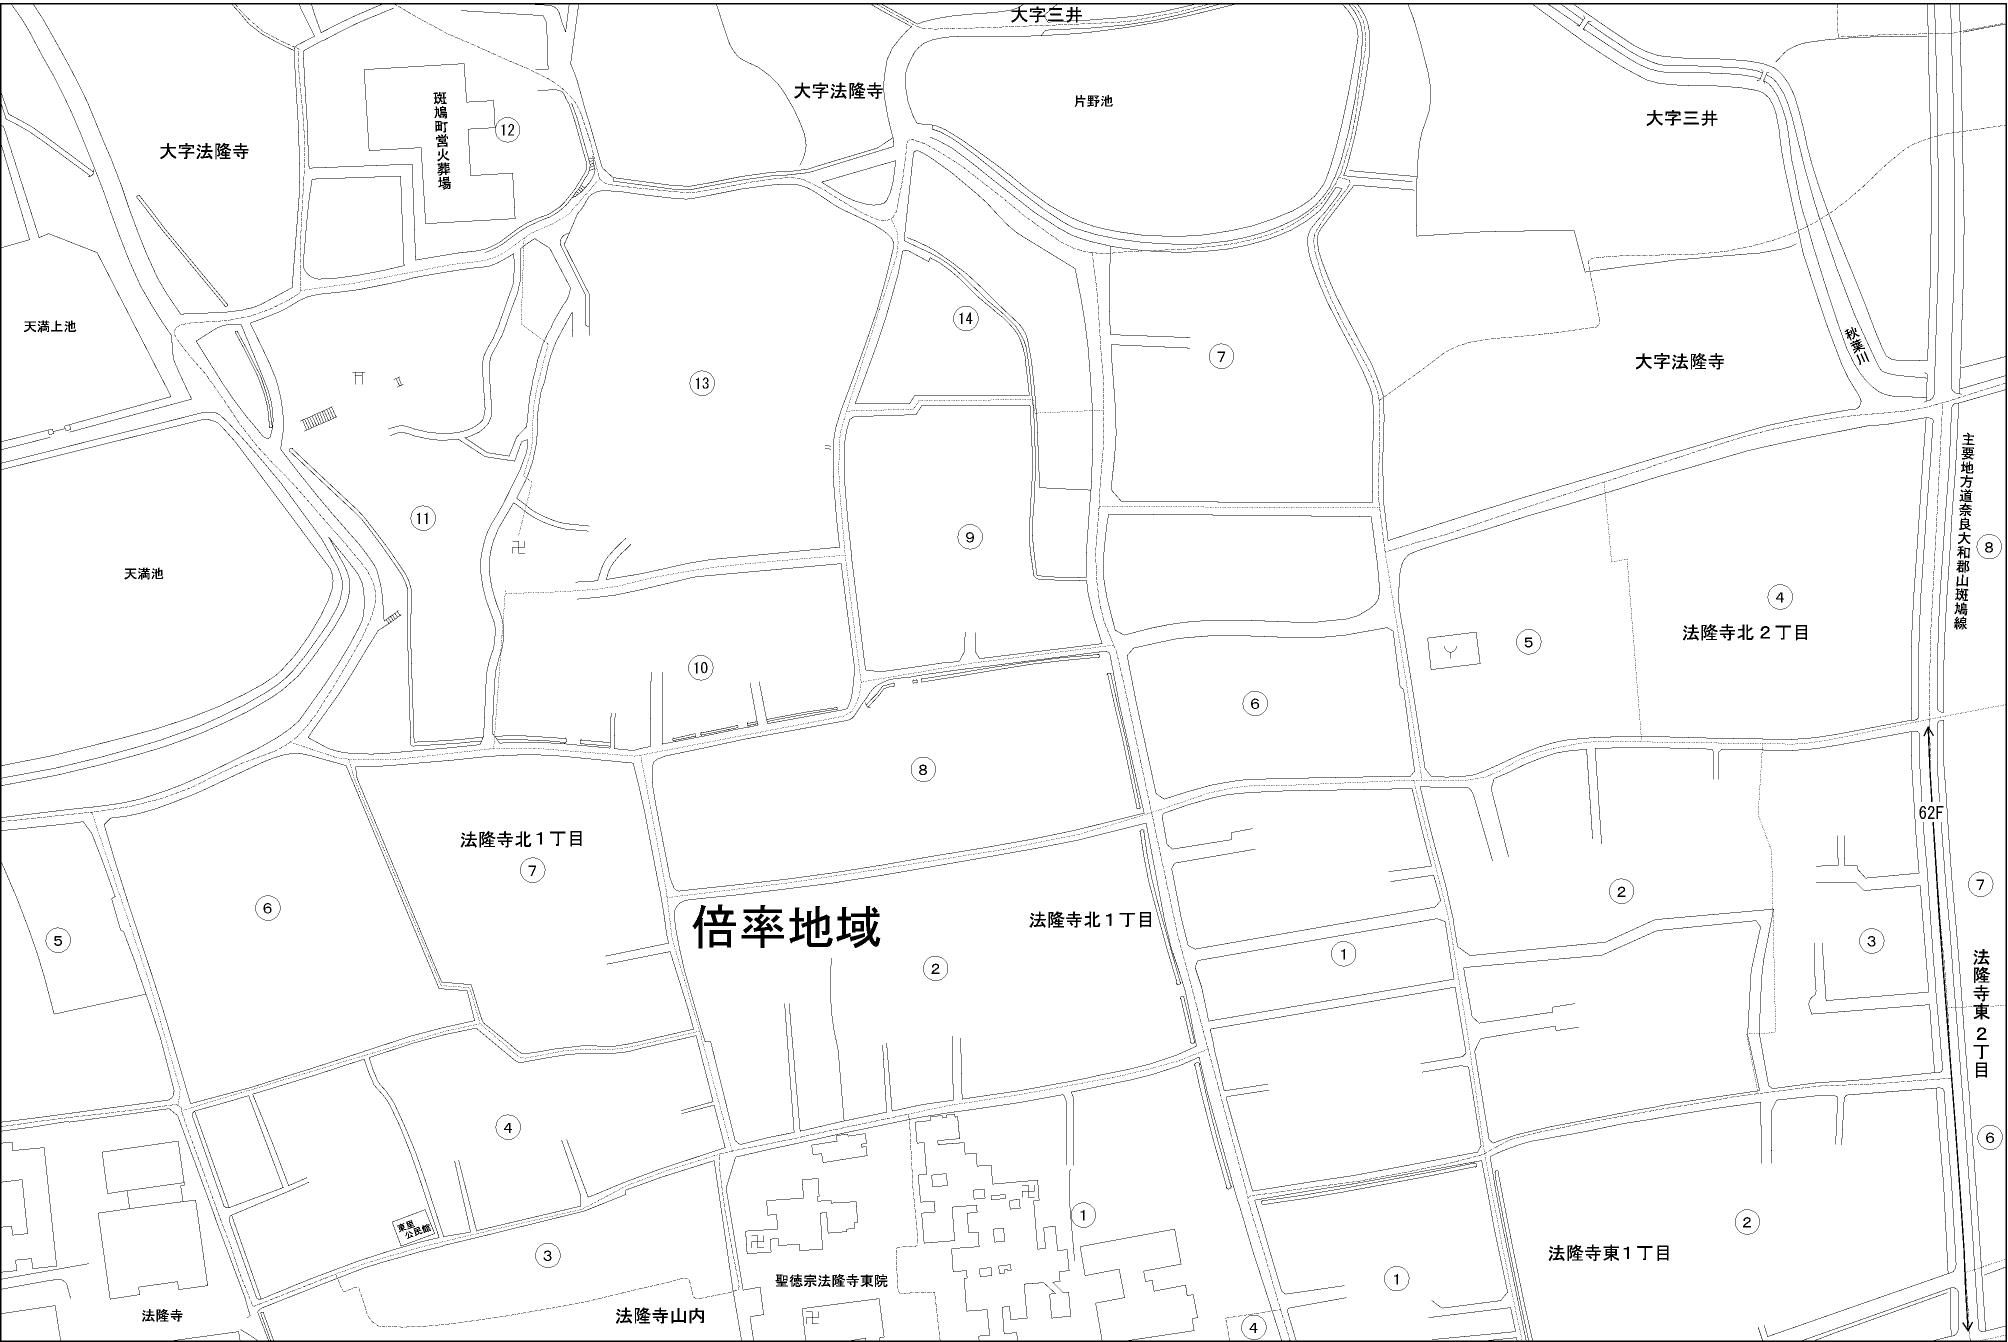 大字三井
大字法隆寺
片野池
斑鳩町営火葬場
12
大字三井
大字法隆寺
天満上池
14
秋葉川
7
大字法隆寺
13
主要地方道奈良大和郡山斑鳩線
11
9
8
天満池
4
法隆寺北2丁目
5
10
6
8
62F
法隆寺北1丁目
7
7
2
6
倍率地域
法隆寺北1丁目
5
3
1
2
法隆寺東2丁目
4
6
東里
公民館
1
2
3
法隆寺東1丁目
聖徳宗法隆寺東院
1
法隆寺
法隆寺山内
4